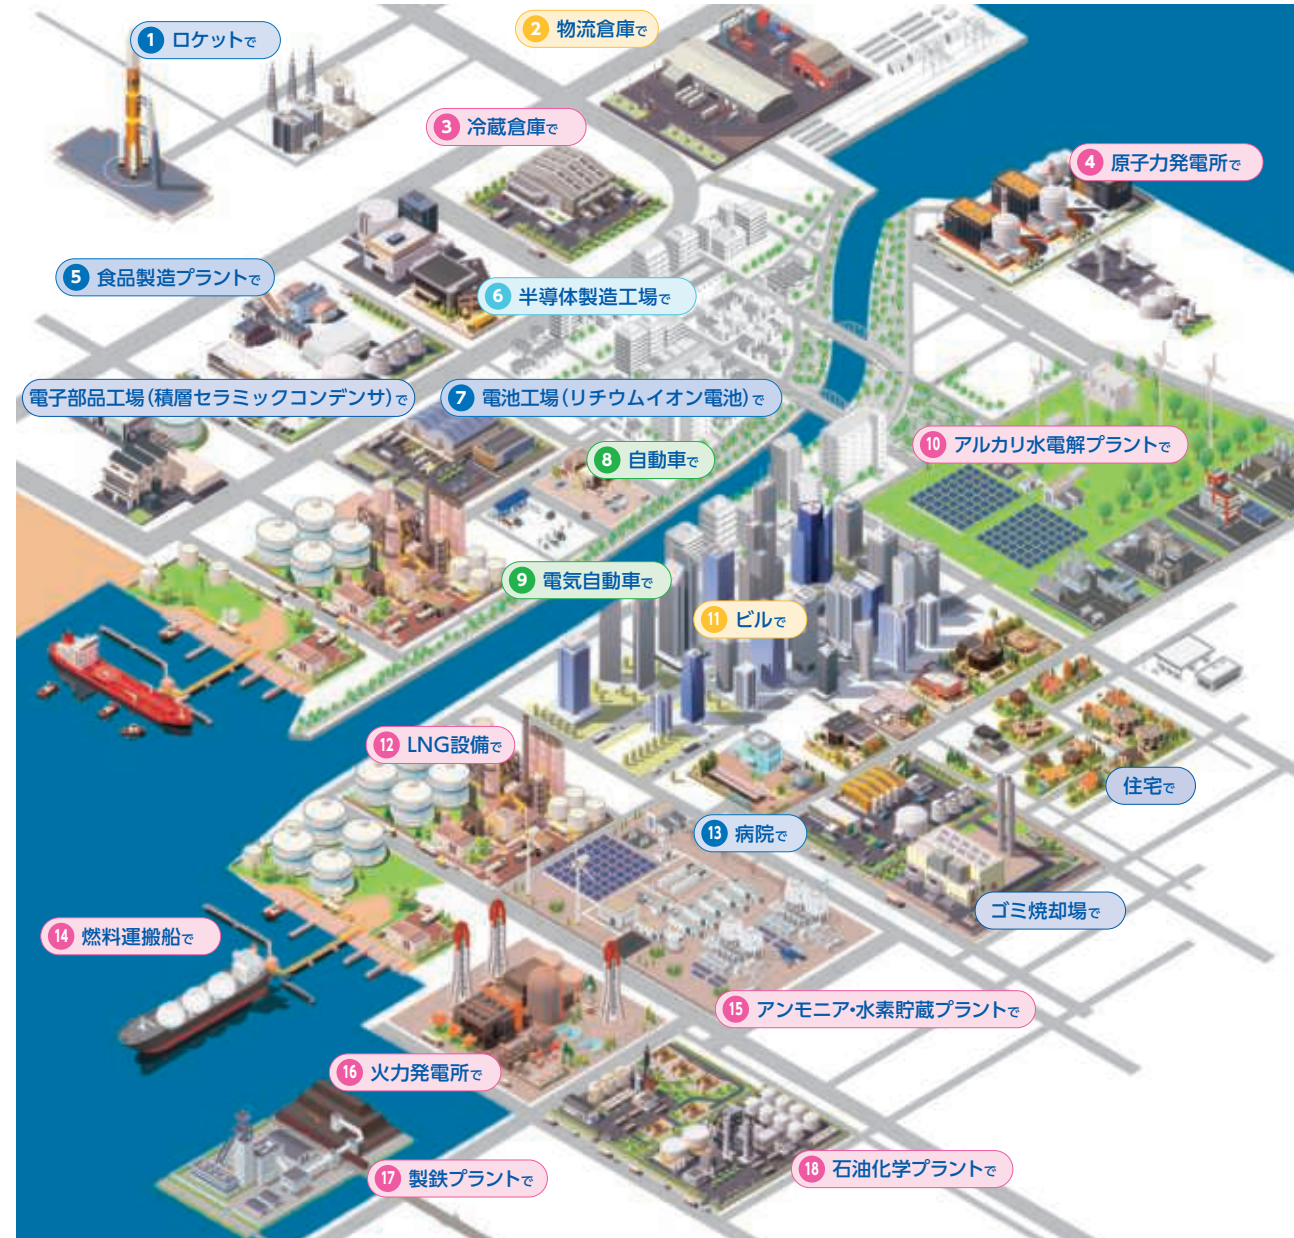 1 ロケットで
2 物流倉庫で
3 冷蔵倉庫で
4 原子力発電所で
5 食品製造プラントで
6 半導体製造工場で
電子部品工場(積層セラミックコンデンサ)で
7 電池工場(リチウムイオン電池)で
8 自動車で
10 アルカリ水電解プラントで
9 電気自動車で
11 ビルで
12 LNG設備で
住宅で
13 病院で
ゴミ焼却場で
14 燃料運搬船で
15 アンモニア・水素貯蔵プラントで
16 火力発電所で
17 製鉄プラントで
18 石油化学プラントで